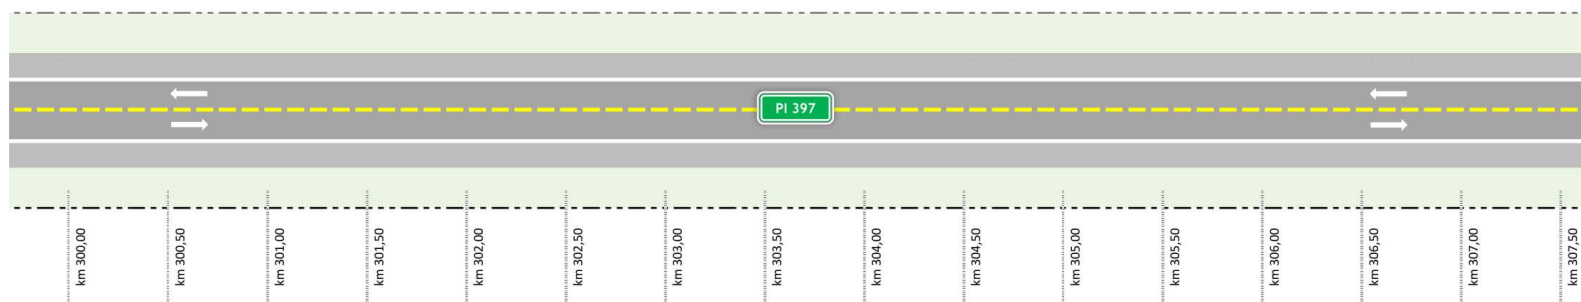 PI 397
km 300,00
km 300,50
km 301,00
km 301,50
km 302,00
km 302,50
km 303,00
km 303,50
km 304,00
km 304,50
km 305,00
km 305,50
km 306,00
km 306,50
km 307,00
km 307,50